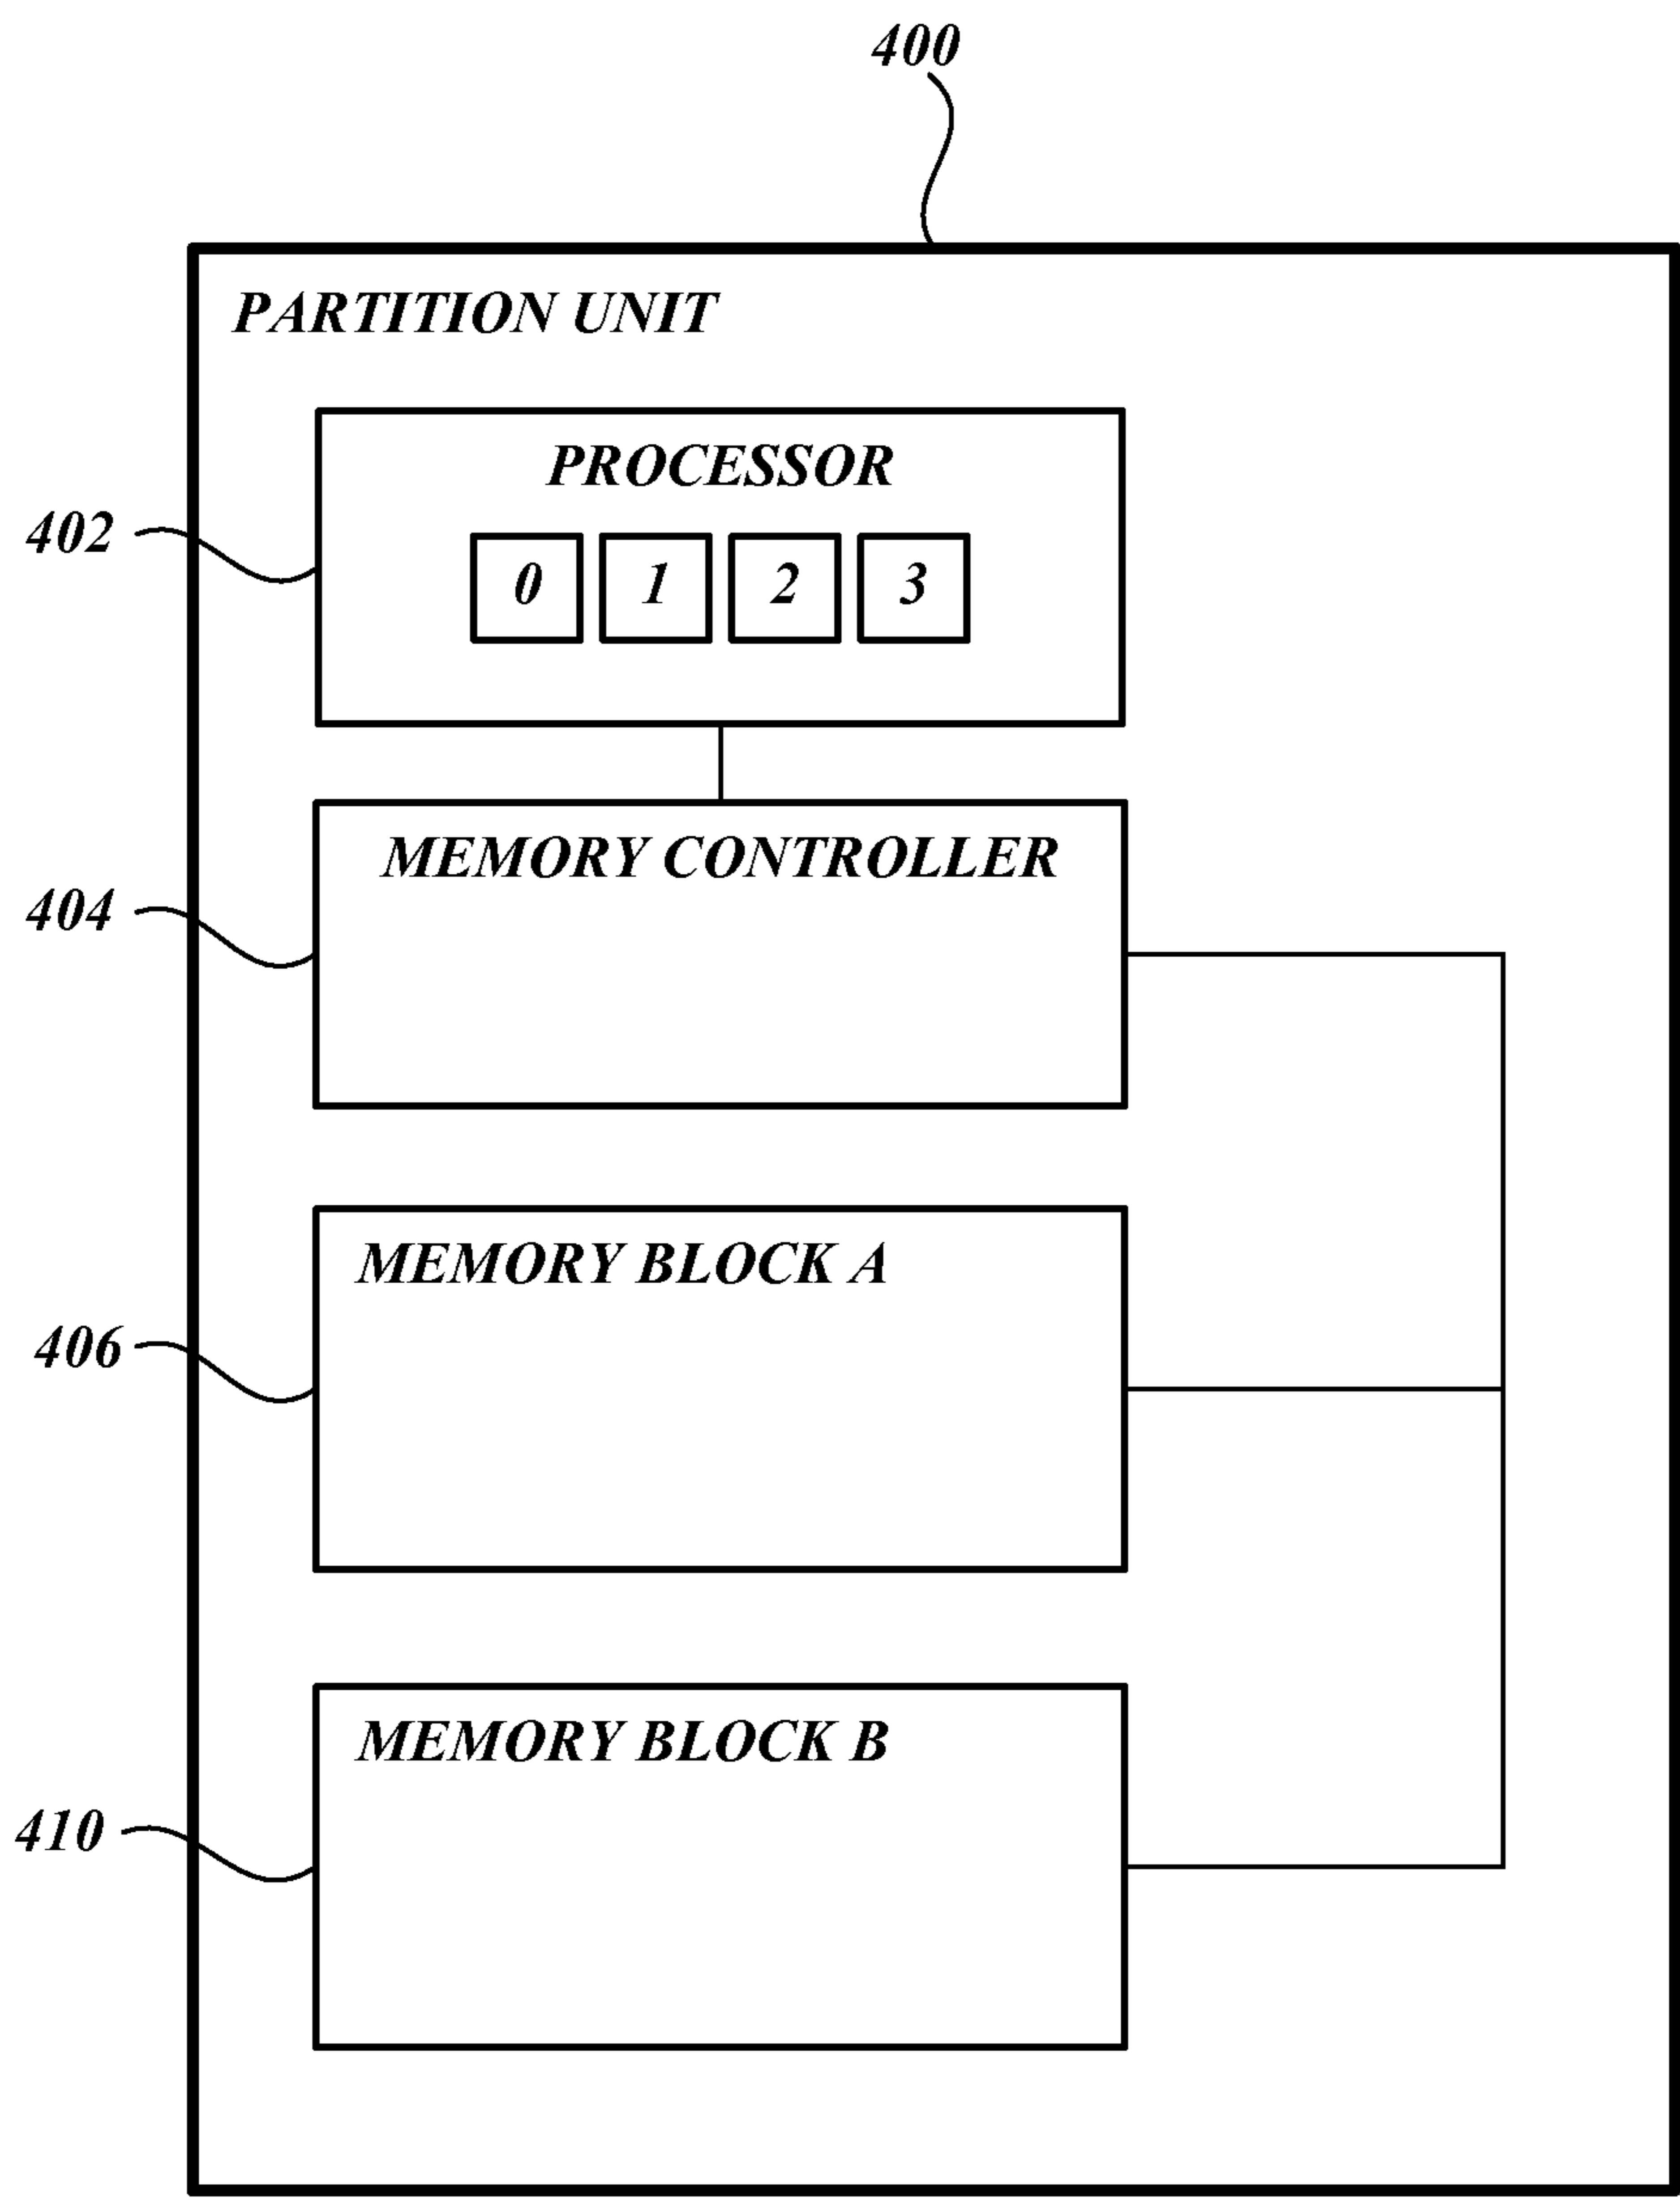 400
PARTITION UNIT
PROCESSOR
402
0 1 2 3
MEMORY CONTROLLER
404
MEMORY BLOCK A
406
MEMORY BLOCK B
410